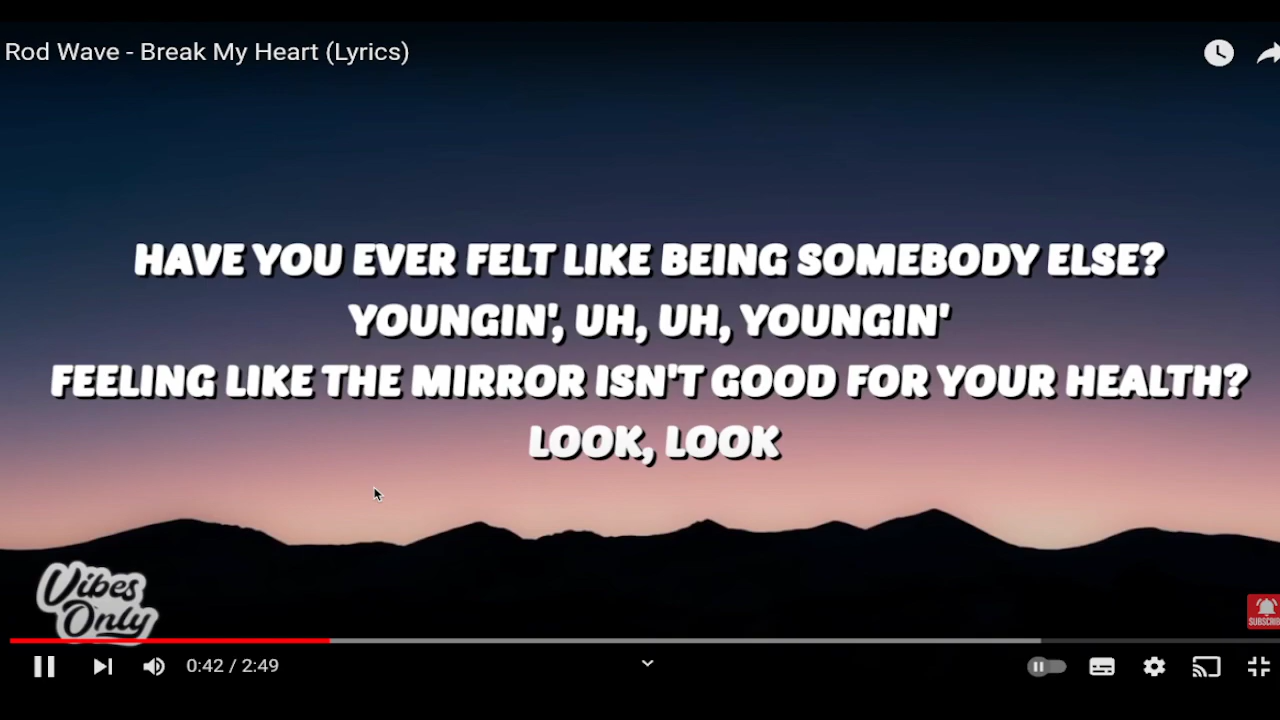 Rod Wave - Break My Heart (Lyrics)
HAVE YOU EVER FELT LIKE BEING SOMEBODY ELSE?
YOUNGIN', UH, UH, YOUNGIN'
FEELING LIKE THE MIRROR ISN'T GOOD FOR YOUR HEALTH?
LOOK, LOOK
Vibes
Only
SUBSCRIB
0:42 / 2:49